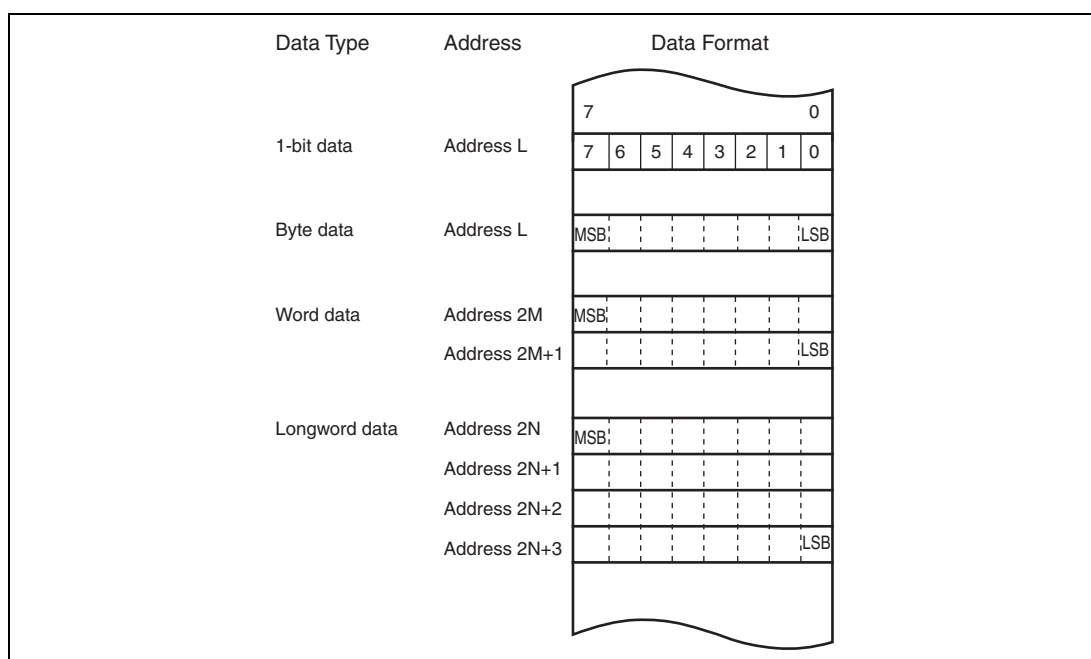 Data Type Address Data Format
7 0
1-bit data Address L 7 6 5 4 3 2 1 0
Byte data Address L MSB LSB
Word data Address 2M MSB
Address 2M+1 LSB
Longword data Address 2N MSB
Address 2N+1
Address 2N+2
Address 2N+3 LSB